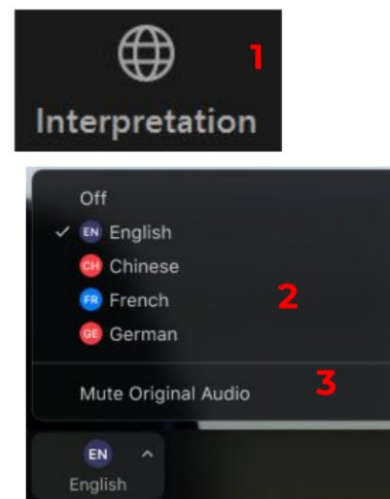 1
Interpretation
Off
EN English
CH Chinese
FR French
2
GE German
Mute Original Audio 3
EN
English